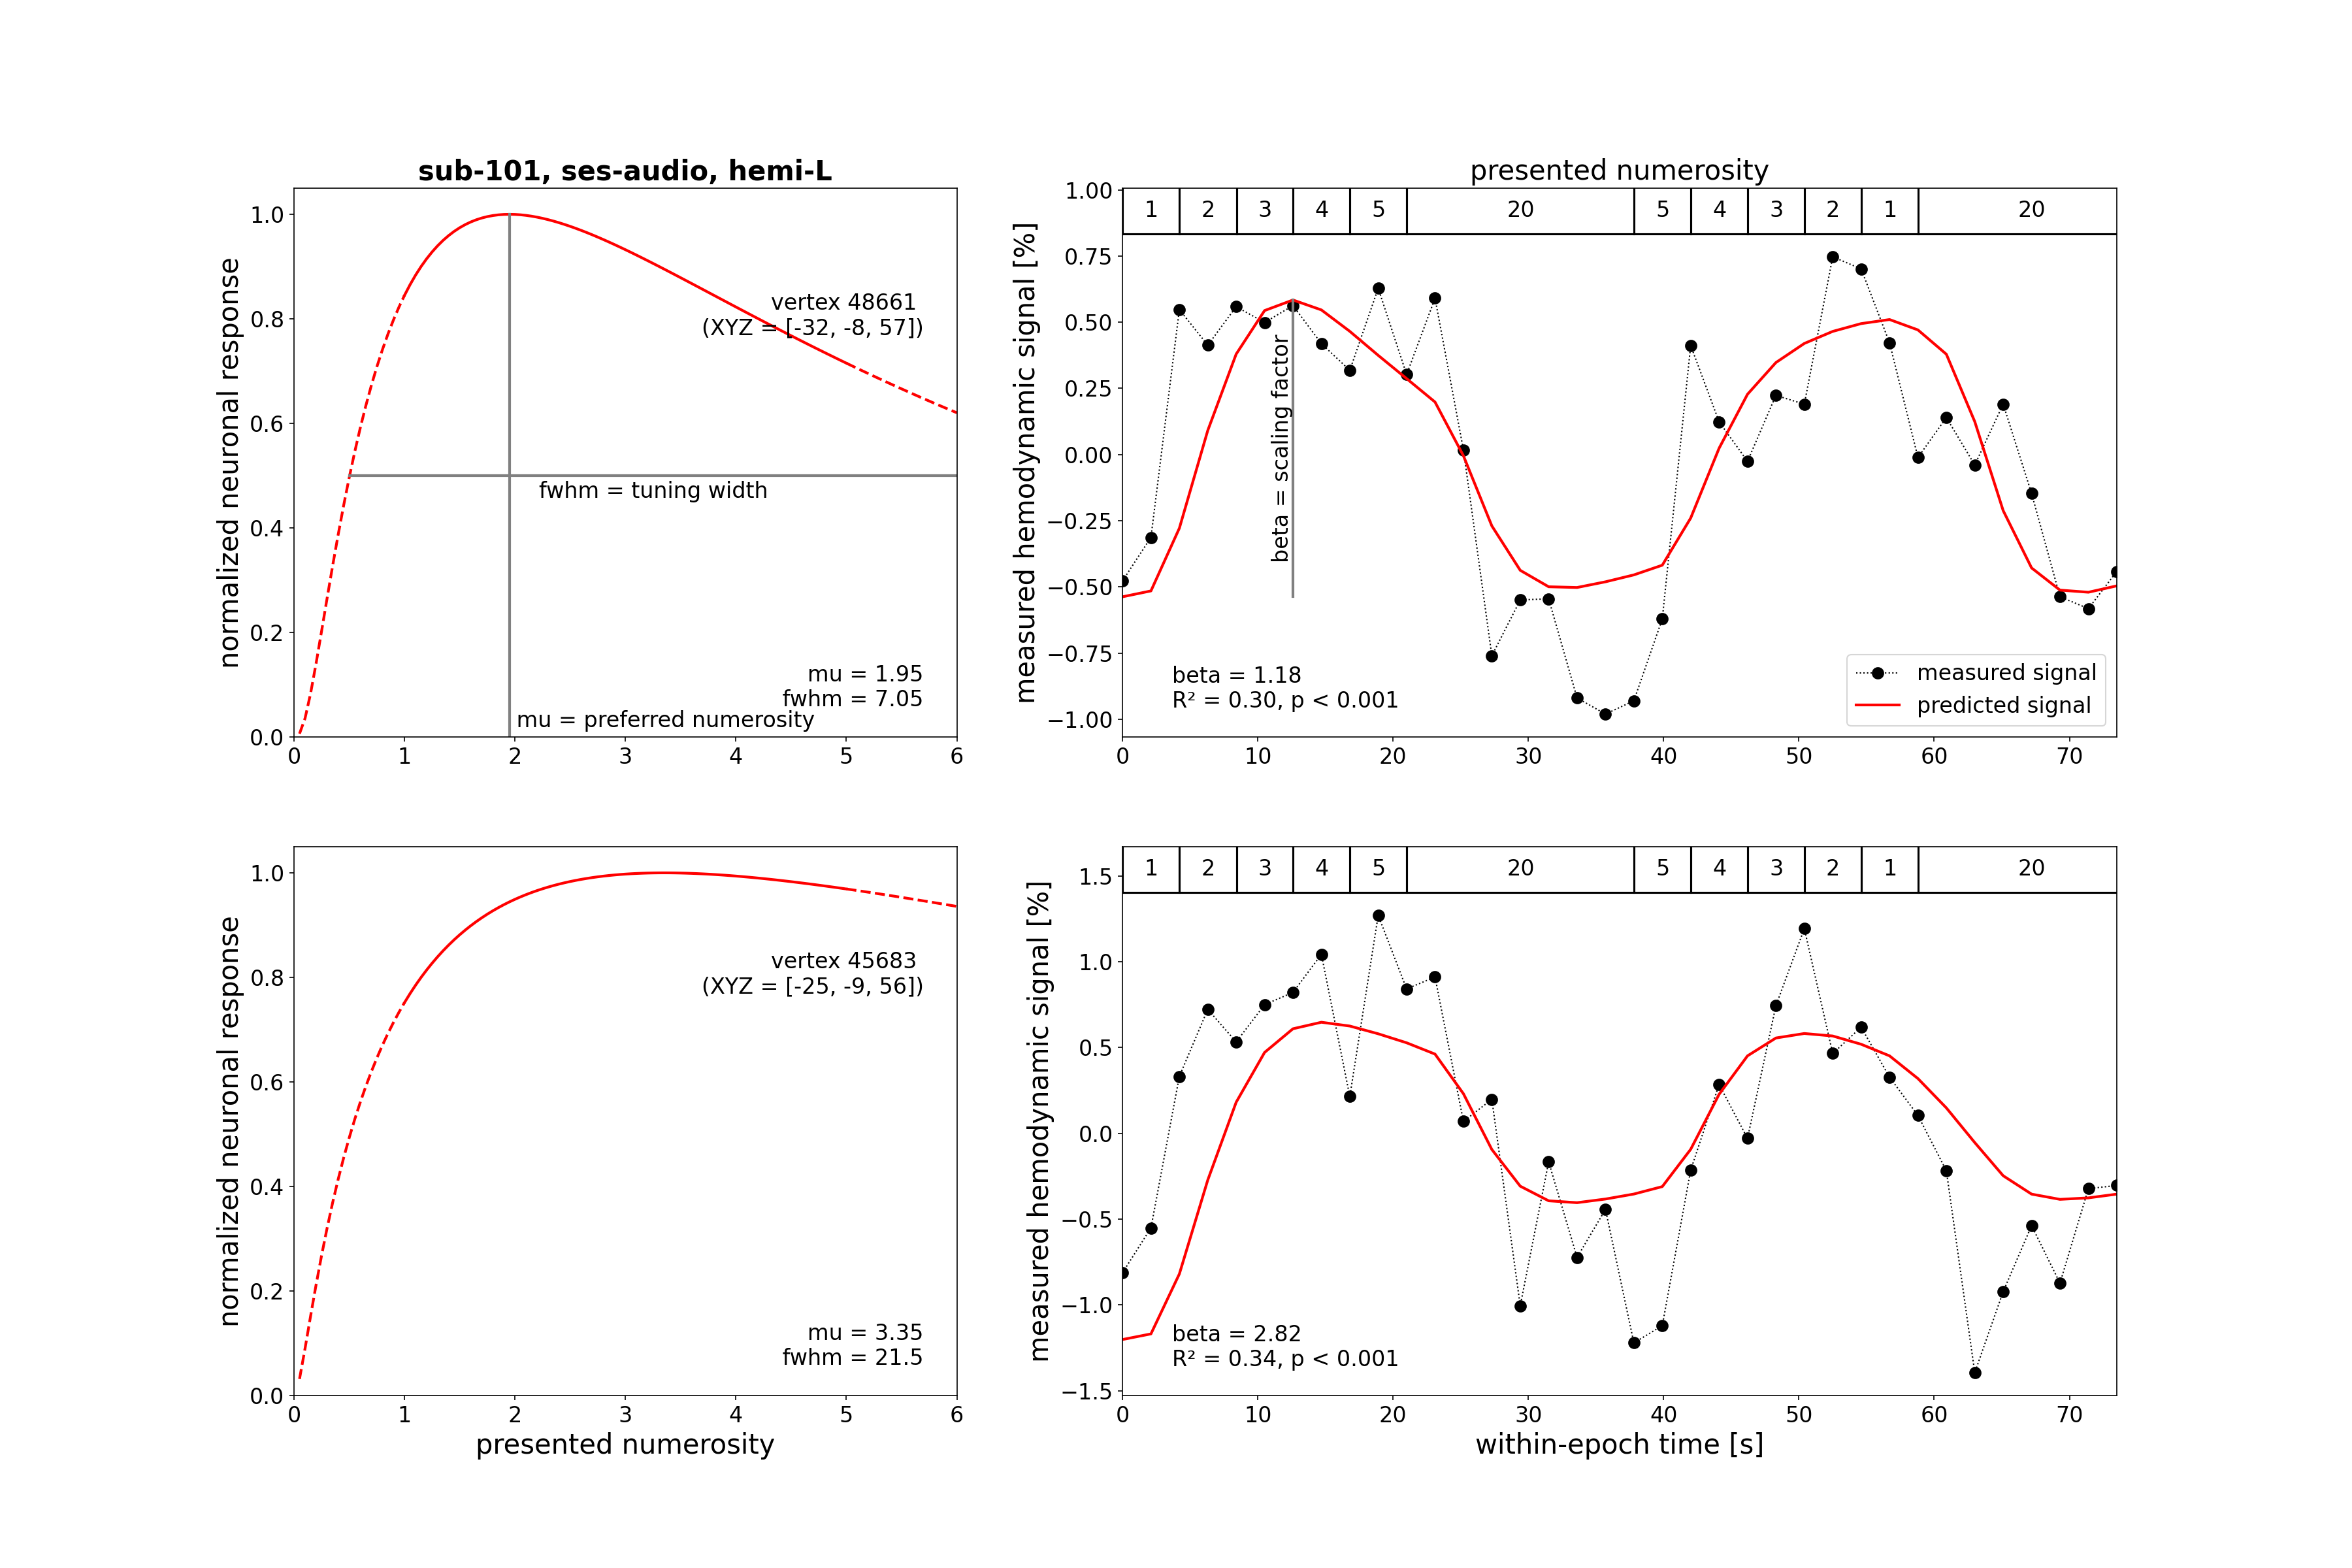 sub-101, ses-audio, hemi-L
normalized neuronal response
1.0
0.8
0.6
0.4
0.2
0.0
0 1 2 3 4 5 6
vertex 48661
(XYZ = [-32, -8, 57])
fwhm = tuning width
mu = 1.95
fwhm = 7.05
mu = preferred numerosity
presented numerosity
1 2 3 4 5 20 5 4 3 2 1 20
measured hemodynamic signal [%]
1.00
0.75
0.50
0.25
0.00
−0.25
−0.50
−0.75
−1.00
0 10 20 30 40 50 60 70
beta = scaling factor
beta = 1.18
R² = 0.30, p < 0.001
measured signal
predicted signal
normalized neuronal response
1.0
0.8
0.6
0.4
0.2
0.0
0 1 2 3 4 5 6
presented numerosity
vertex 45683
(XYZ = [-25, -9, 56])
mu = 3.35
fwhm = 21.5
1 2 3 4 5 20 5 4 3 2 1 20
measured hemodynamic signal [%]
1.5
1.0
0.5
0.0
−0.5
−1.0
−1.5
0 10 20 30 40 50 60 70
within-epoch time [s]
beta = 2.82
R² = 0.34, p < 0.001